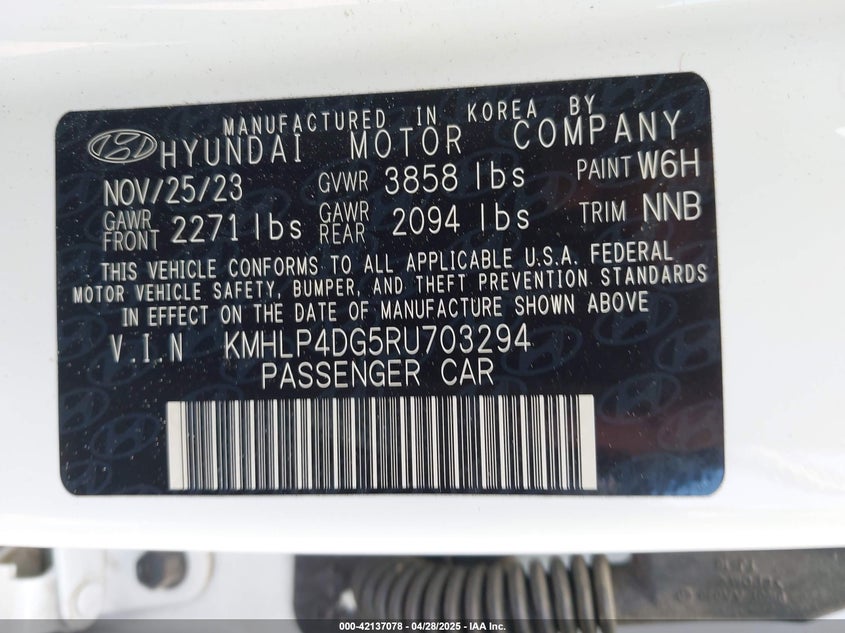 MANUFACTURED IN KOREA BY
HYUNDAI MOTOR COMPANY
NOV/25/23 GVWR 3858 lbs PAINT W6H
GAWR FRONT 2271 lbs GAWR REAR 2094 lbs TRIM NNB
THIS VEHICLE CONFORMS TO ALL APPLICABLE U.S.A. FEDERAL
MOTOR VEHICLE SAFETY, BUMPER, AND THEFT PREVENTION STANDARDS
IN EFFECT ON THE DATE OF MANUFACTURE SHOWN ABOVE
V.I.N KMHLP4DG5RU703294
PASSENGER CAR
000-42137078 | 04/28/2025 - IAA Inc.